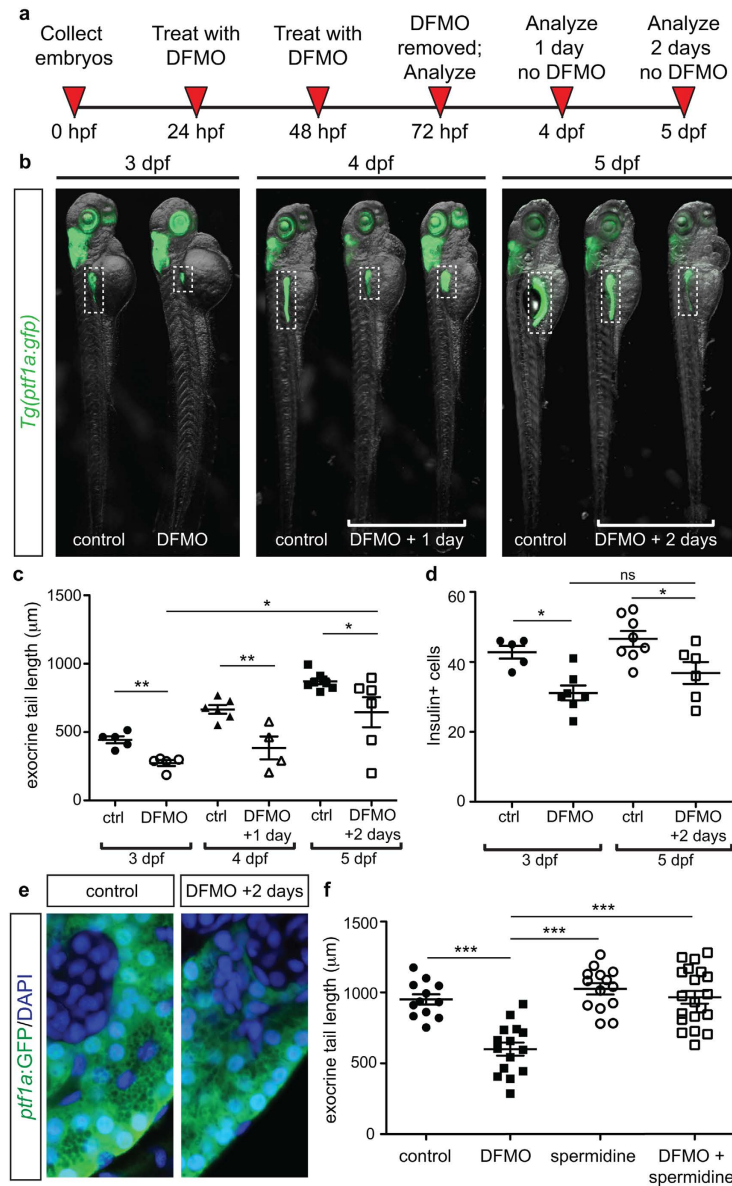 a
Collect embryos
Treat with DFMO
Treat with DFMO
DFMO removed; Analyze
Analyze 1 day no DFMO
Analyze 2 days no DFMO
0 hpf
24 hpf
48 hpf
72 hpf
4 dpf
5 dpf
b
3 dpf
4 dpf
5 dpf
Tg(ptf1a:gfp)
control
DFMO
control
DFMO + 1 day
control
DFMO + 2 days
c
exocrine tail length (µm)
1500
1000
500
0
**
**
*
*
ctrl
DFMO
ctrl
DFMO +1 day
ctrl
DFMO +2 days
3 dpf
4 dpf
5 dpf
d
Insulin+ cells
60
40
20
0
*
ns
*
ctrl
DFMO
ctrl
DFMO +2 days
3 dpf
5 dpf
e
control
DFMO +2 days
ptf1a:GFP/DAPI
f
exocrine tail length (µm)
1500
1000
500
0
***
***
***
control
DFMO
spermidine
DFMO + spermidine